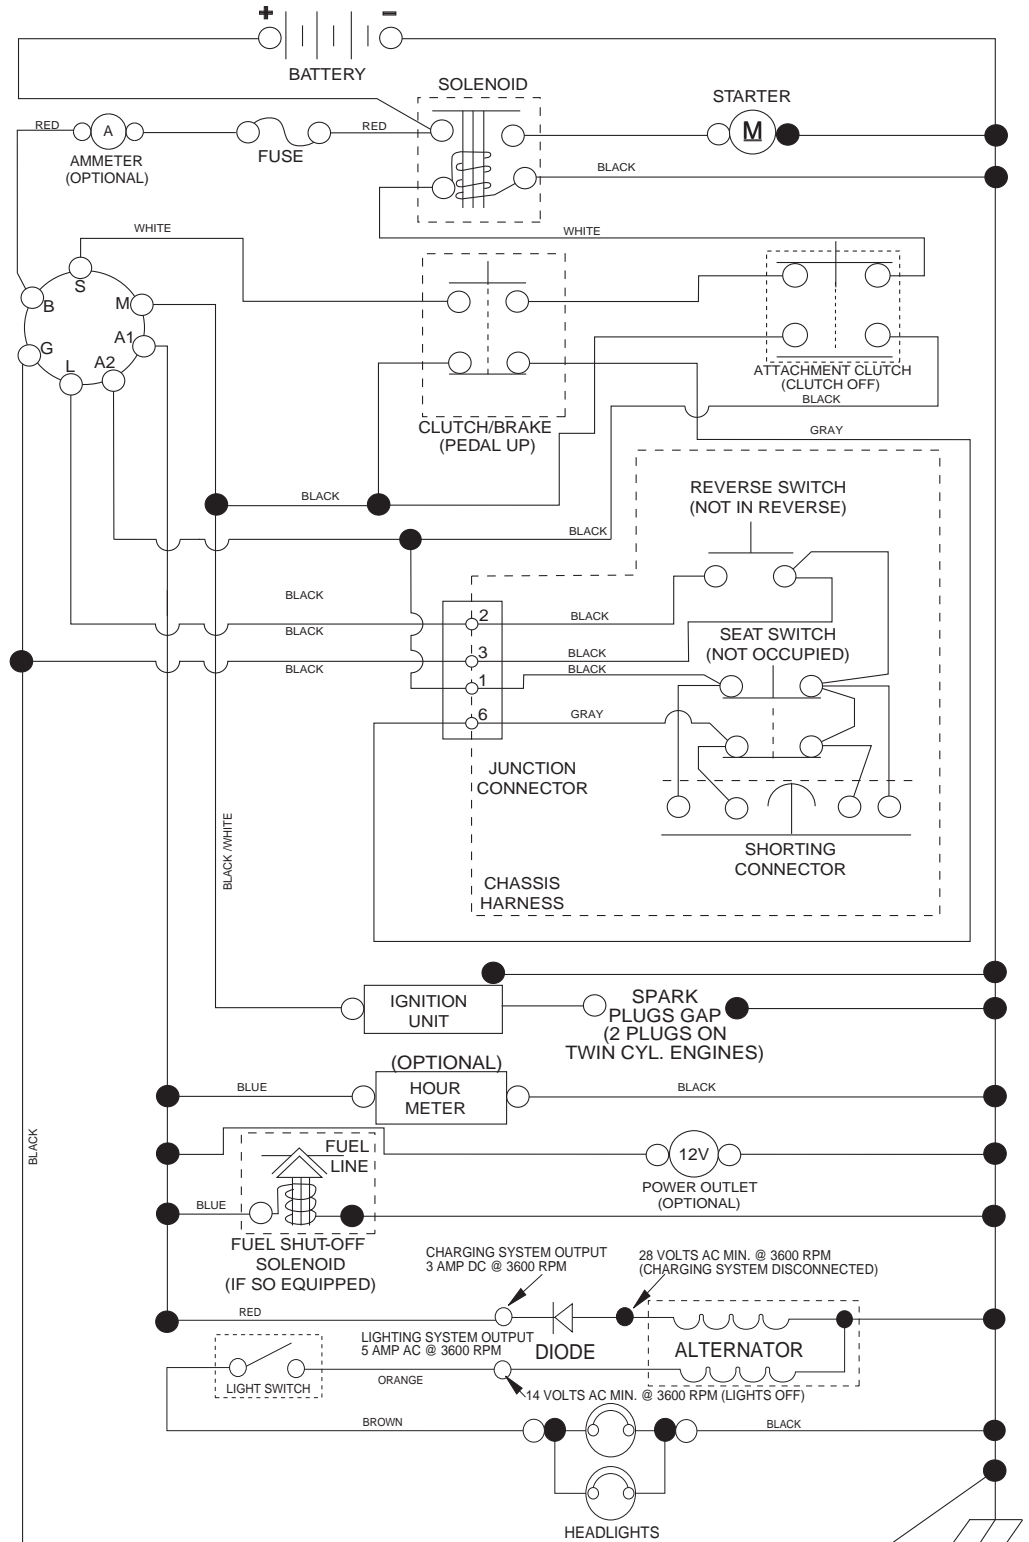 + -
BATTERY
SOLENOID
STARTER
M
RED
A
AMMETER
(OPTIONAL)
FUSE
RED
BLACK
WHITE
WHITE
S
B
M
G
A1
L
A2
ATTACHMENT CLUTCH
(CLUTCH OFF)
BLACK
CLUTCH/BRAKE
(PEDAL UP)
GRAY
REVERSE SWITCH
(NOT IN REVERSE)
BLACK
BLACK
BLACK
2
BLACK
BLACK
SEAT SWITCH
(NOT OCCUPIED)
3
BLACK
BLACK
BLACK
1
6
GRAY
JUNCTION
CONNECTOR
BLACK /WHITE
SHORTING
CONNECTOR
CHASSIS
HARNESS
IGNITION
UNIT
SPARK
PLUGS GAP
(2 PLUGS ON
TWIN CYL. ENGINES)
(OPTIONAL)
HOUR
METER
BLUE
BLACK
BLACK
FUEL
LINE
12V
POWER OUTLET
(OPTIONAL)
BLUE
FUEL SHUT-OFF
SOLENOID
(IF SO EQUIPPED)
CHARGING SYSTEM OUTPUT
3 AMP DC @ 3600 RPM
28 VOLTS AC MIN. @ 3600 RPM
(CHARGING SYSTEM DISCONNECTED)
RED
LIGHTING SYSTEM OUTPUT
5 AMP AC @ 3600 RPM
DIODE
ALTERNATOR
LIGHT SWITCH
ORANGE
14 VOLTS AC MIN. @ 3600 RPM (LIGHTS OFF)
BROWN
BLACK
HEADLIGHTS